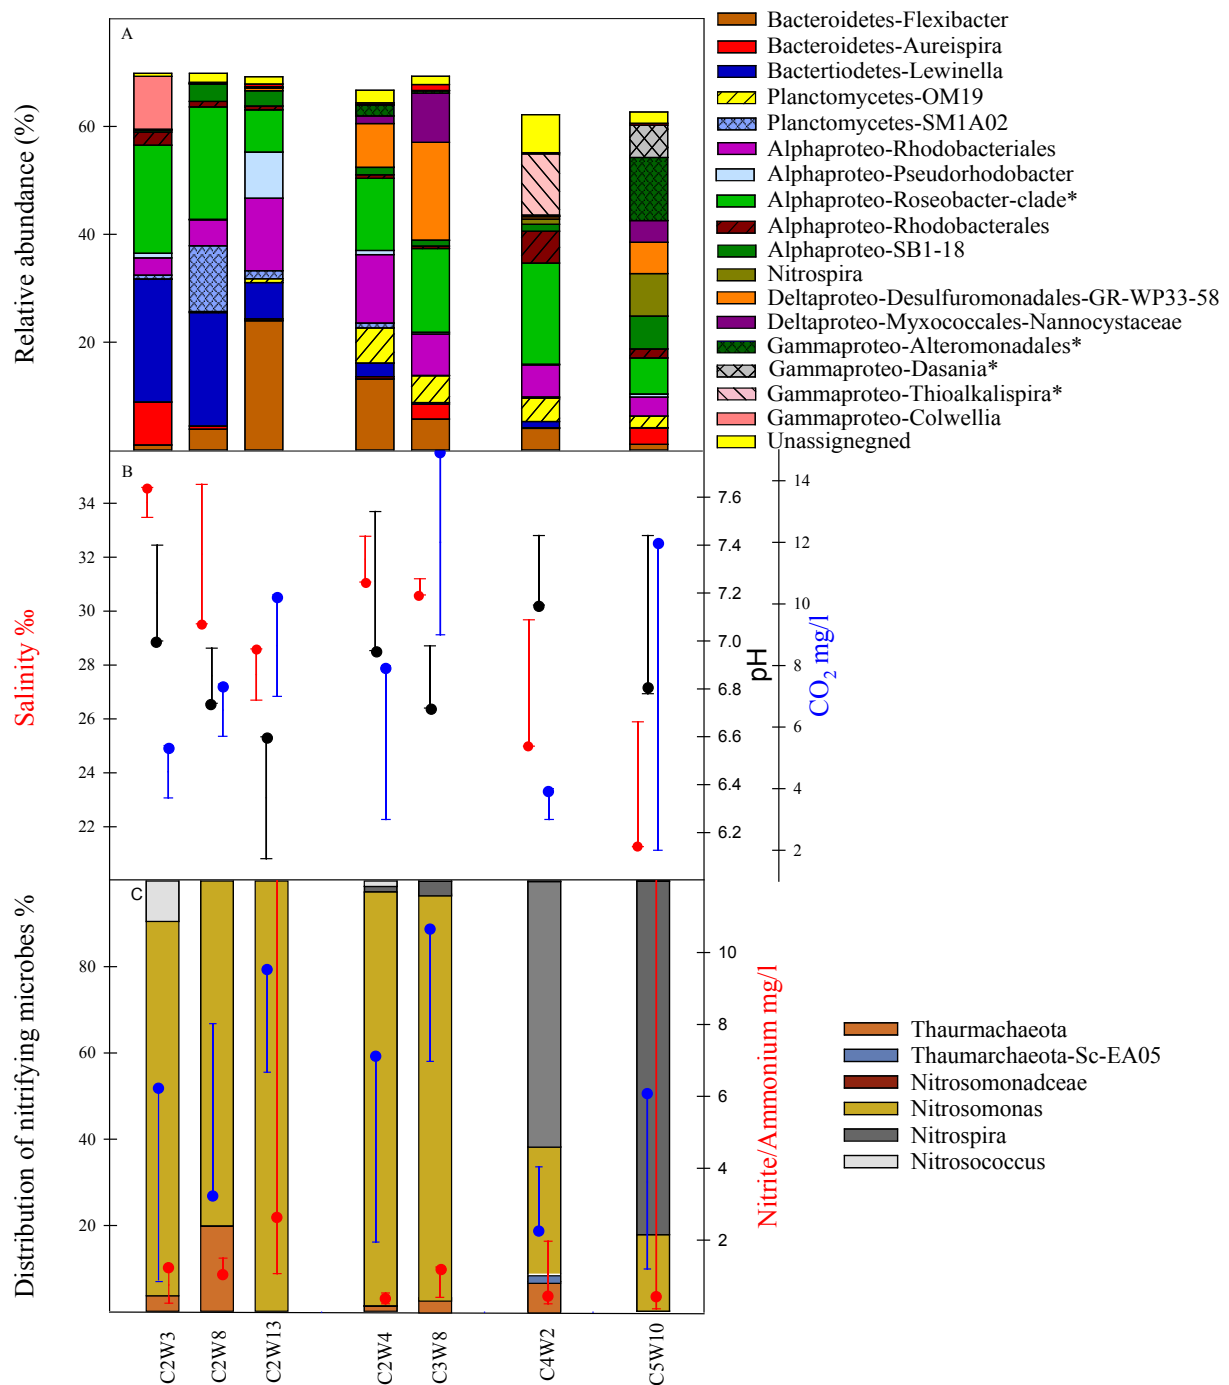 A
Relative abundance (%)
60
40
20
Bacteroidetes-Flexibacter
Bacteroidetes-Aureispira
Bactertiodetes-Lewinella
Planctomycetes-OM19
Planctomycetes-SM1A02
Alphaproteo-Rhodobacteriales
Alphaproteo-Pseudorhodobacter
Alphaproteo-Roseobacter-clade*
Alphaproteo-Rhodobacterales
Alphaproteo-SB1-18
Nitrospira
Deltaproteo-Desulfuromonadales-GR-WP33-58
Deltaproteo-Myxococcales-Nannocystaceae
Gammaproteo-Alteromonadales*
Gammaproteo-Dasania*
Gammaproteo-Thioalkalispira*
Gammaproteo-Colwellia
Unassignegned
B
Salinity ‰
34
32
30
28
26
24
22
7.6
7.4
7.2
7.0
6.8
6.6
6.4
6.2
pH
14
12
10
8
6
4
2
CO₂ mg/l
C
Distribution of nitrifying microbes %
80
60
40
20
10
8
6
4
2
Nitrite/Ammonium mg/l
Thaurmachaeota
Thaumarchaeota-Sc-EA05
Nitrosomonadceae
Nitrosomonas
Nitrospira
Nitrosococcus
C2W3
C2W8
C2W13
C2W4
C3W8
C4W2
C5W10